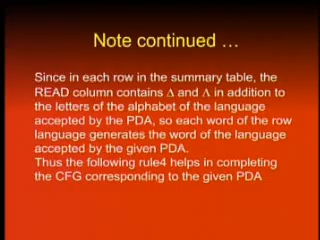 Note continued …
Since in each row in the summary table, the
READ column contains Δ and Λ in addition to
the letters of the alphabet of the language
accepted by the PDA, so each word of the row
language generates the word of the language
accepted by the given PDA.
Thus the following rule4 helps in completing
the CFG corresponding to the given PDA